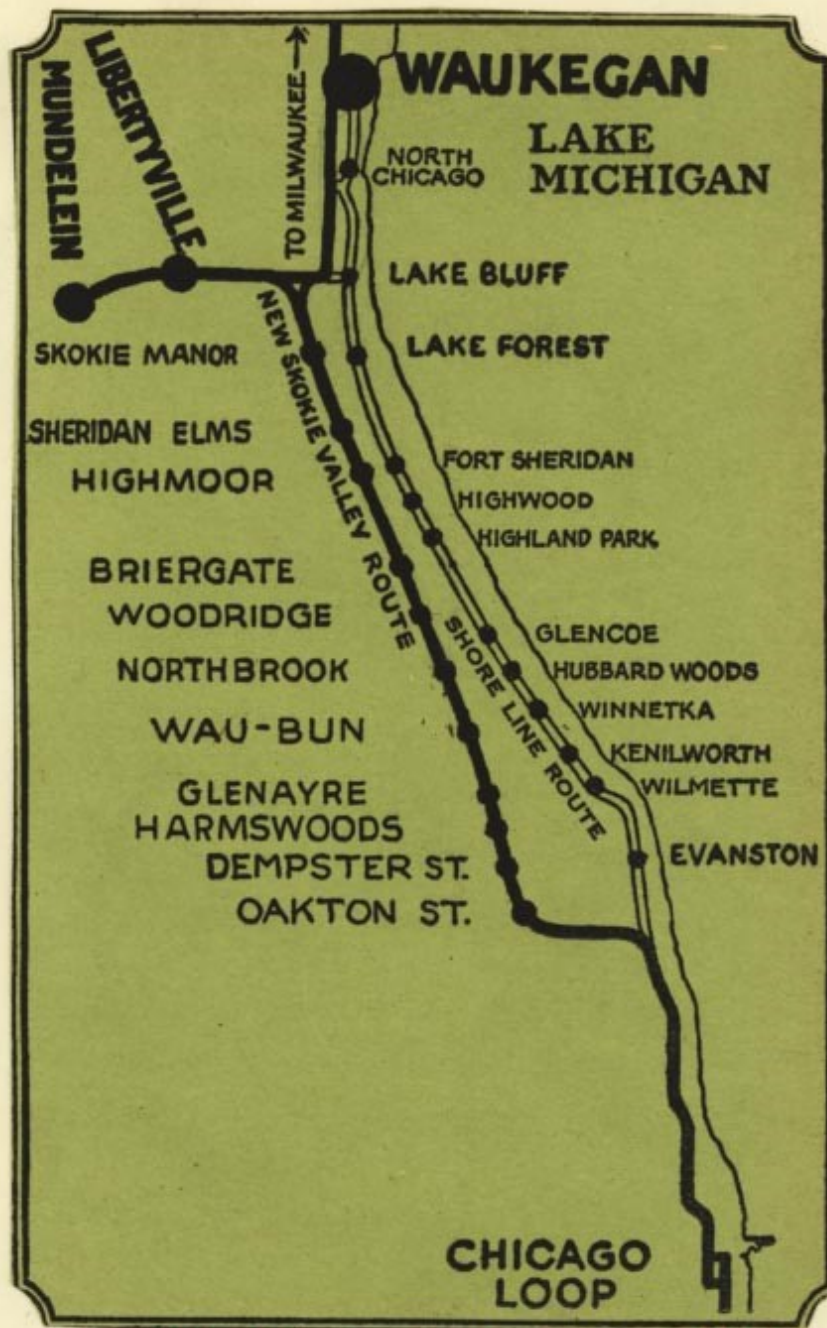 MUNDELEIN
LIBERTYVILLE
TO MILWAUKEE
WAUKEGAN
LAKE
MICHIGAN
NORTH
CHICAGO
LAKE BLUFF
LAKE FOREST
FORT SHERIDAN
HIGHWOOD
HIGHLAND PARK
GLENCOE
HUBBARD WOODS
WINNETKA
KENILWORTH
WILMETTE
EVANSTON
SHORE LINE ROUTE
NEW SKOKIE VALLEY ROUTE
SKOKIE MANOR
SHERIDAN ELMS
HIGHMOOR
BRIERGATE
WOODRIDGE
NORTHBROOK
WAU-BUN
GLENAYRE
HARMSWOODS
DEMPSTER ST.
OAKTON ST.
CHICAGO
LOOP